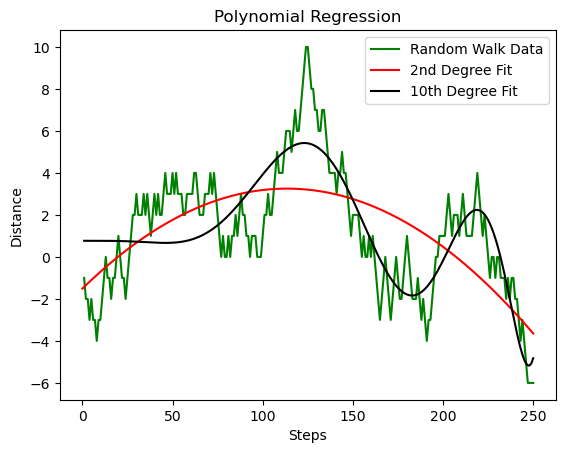 Polynomial Regression
Random Walk Data
2nd Degree Fit
10th Degree Fit
Distance
10
8
6
4
2
0
−2
−4
−6
0 50 100 150 200 250
Steps